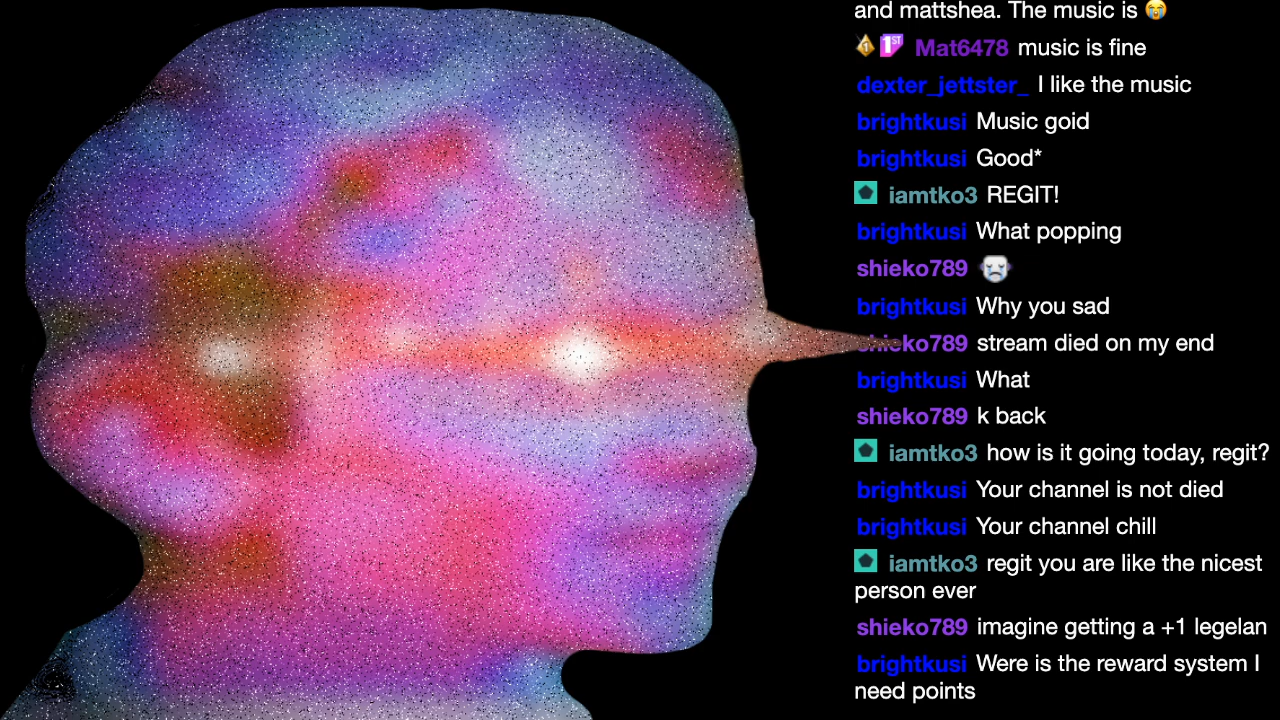 and mattshea. The music is 😭
1 1ST Mat6478 music is fine
dexter_jettster_ I like the music
brightkusi Music goid
brightkusi Good*
iamtko3 REGIT!
brightkusi What popping
shieko789
brightkusi Why you sad
shieko789 stream died on my end
brightkusi What
shieko789 k back
iamtko3 how is it going today, regit?
brightkusi Your channel is not died
brightkusi Your channel chill
iamtko3 regit you are like the nicest
person ever
shieko789 imagine getting a +1 legelan
brightkusi Were is the reward system I
need points